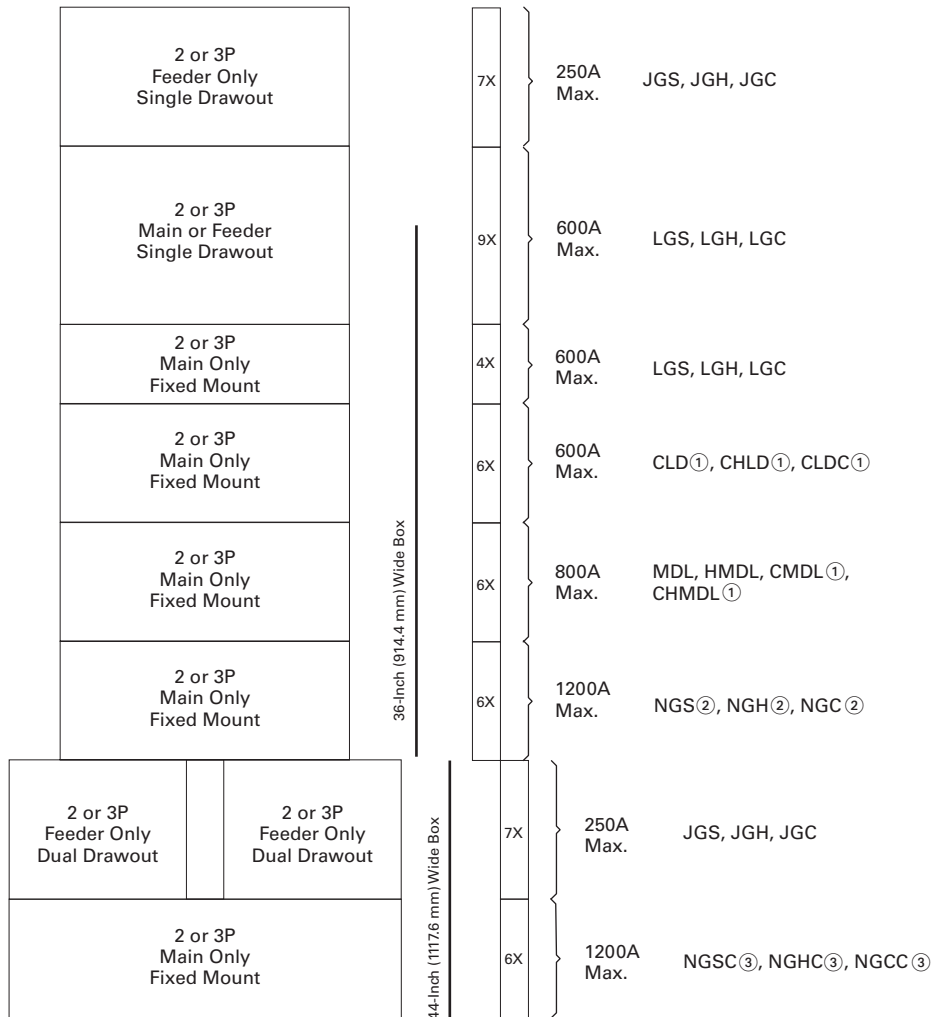 2 or 3P
Feeder Only
Single Drawout
7X
250A
Max.
JGS, JGH, JGC
2 or 3P
Main or Feeder
Single Drawout
9X
600A
Max.
LGS, LGH, LGC
2 or 3P
Main Only
Fixed Mount
4X
600A
Max.
LGS, LGH, LGC
2 or 3P
Main Only
Fixed Mount
6X
600A
Max.
CLD①, CHLD①, CLDC①
2 or 3P
Main Only
Fixed Mount
6X
800A
Max.
MDL, HMDL, CMDL①,
CHMDL①
2 or 3P
Main Only
Fixed Mount
6X
1200A
Max.
NGS②, NGH②, NGC②
36-Inch (914.4 mm) Wide Box
2 or 3P
Feeder Only
Dual Drawout
2 or 3P
Feeder Only
Dual Drawout
7X
250A
Max.
JGS, JGH, JGC
2 or 3P
Main Only
Fixed Mount
6X
1200A
Max.
NGSC③, NGHC③, NGCC③
44-Inch (1117.6 mm) Wide Box